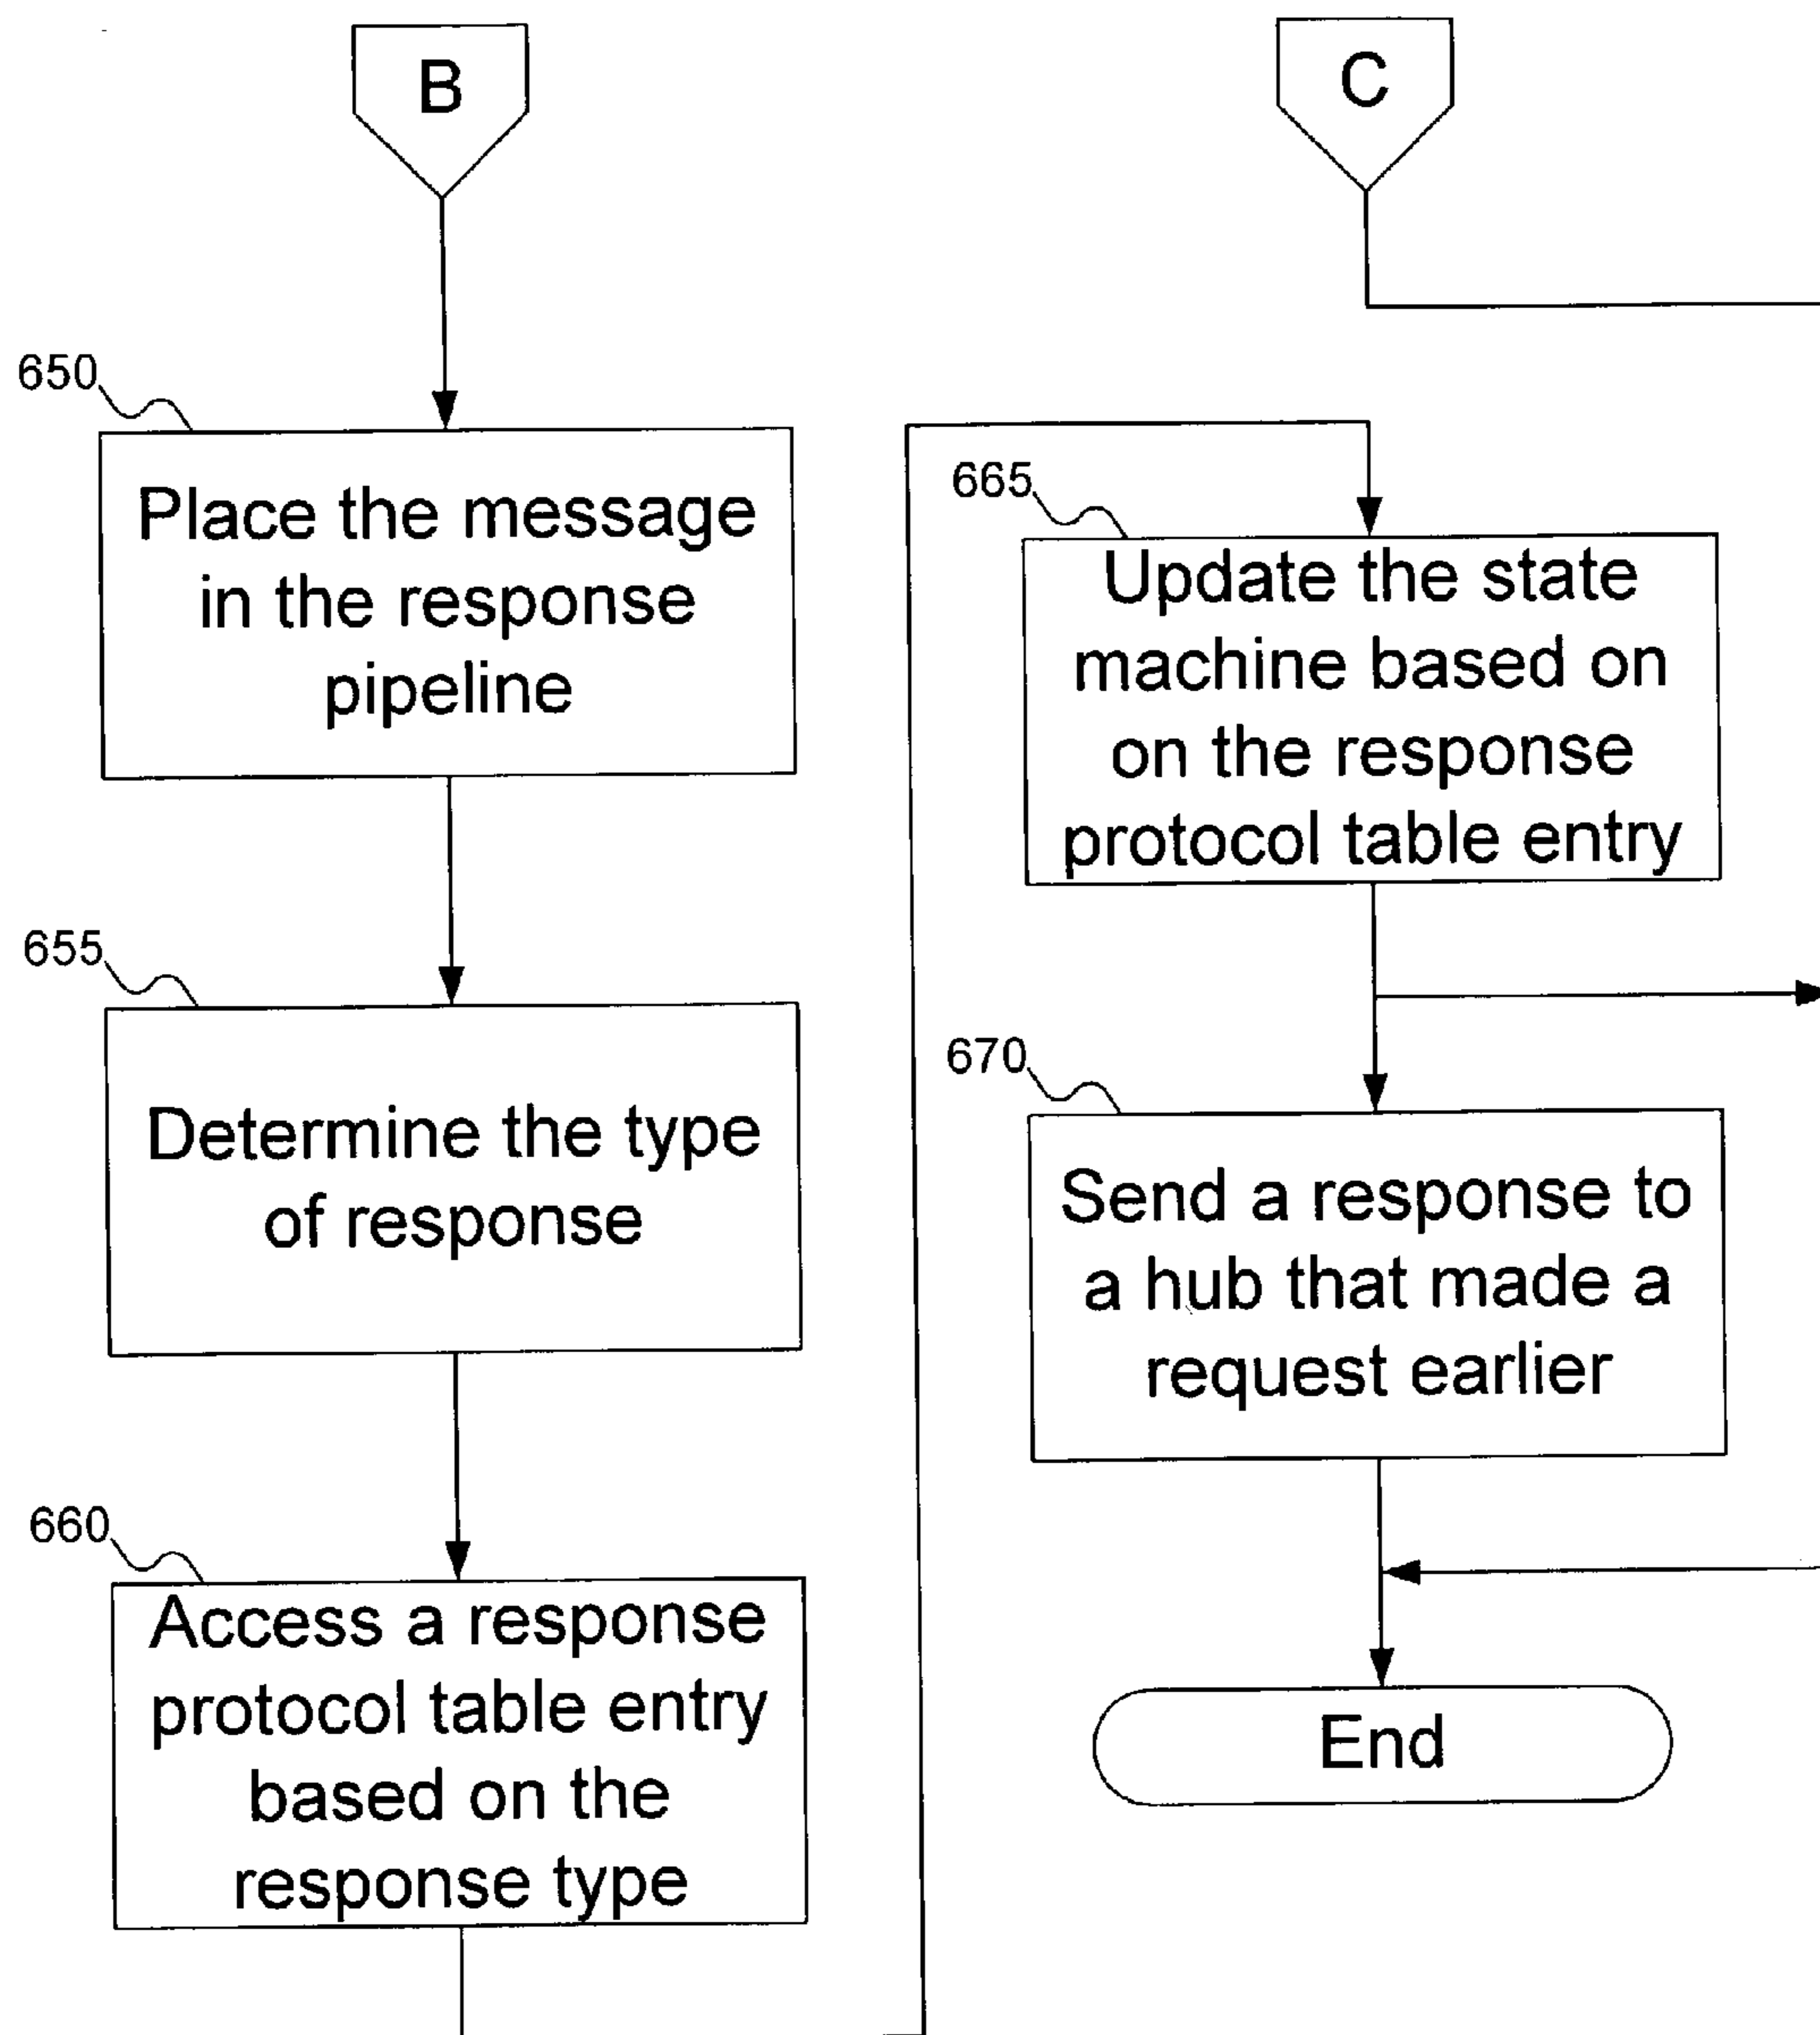 B
650
Place the message
in the response
pipeline
655
Determine the type
of response
660
Access a response
protocol table entry
based on the
response type
C
665
Update the state
machine based on
on the response
protocol table entry
670
Send a response to
a hub that made a
request earlier
End